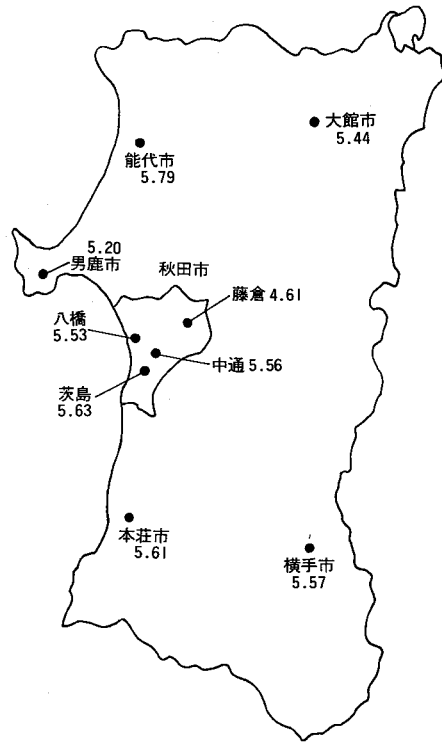 大館市
5.44
能代市
5.79
5.20
男鹿市
秋田市
藤倉 4.61
八橋
5.53
中通 5.56
茨島
5.63
本荘市
5.61
横手市
5.57